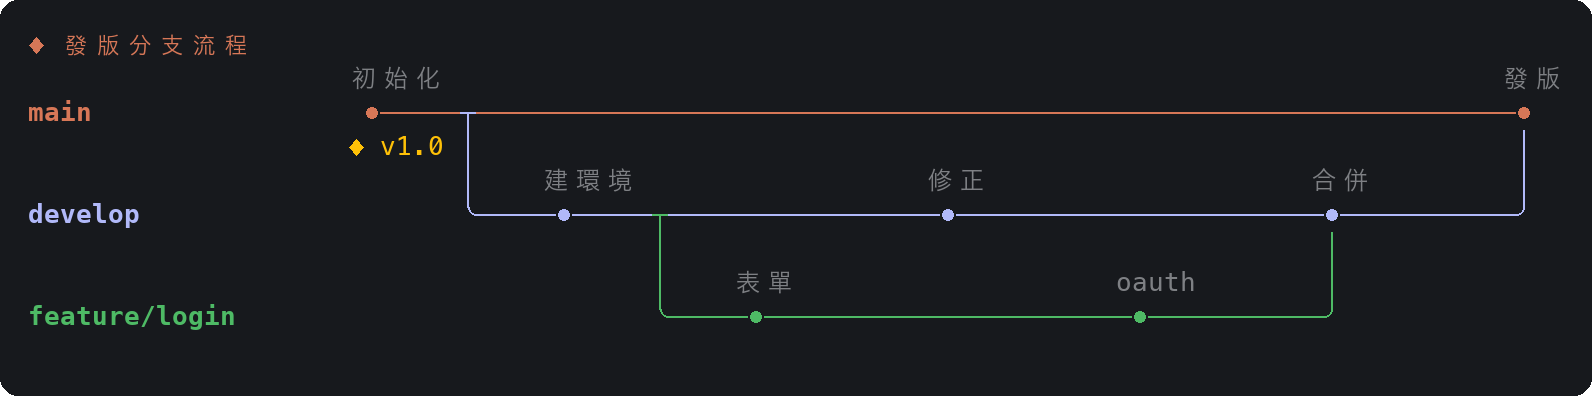 ♦ 發版分支流程
初始化 發版
main
♦ v1.0
建環境 修正 合併
develop
表單 oauth
feature/login